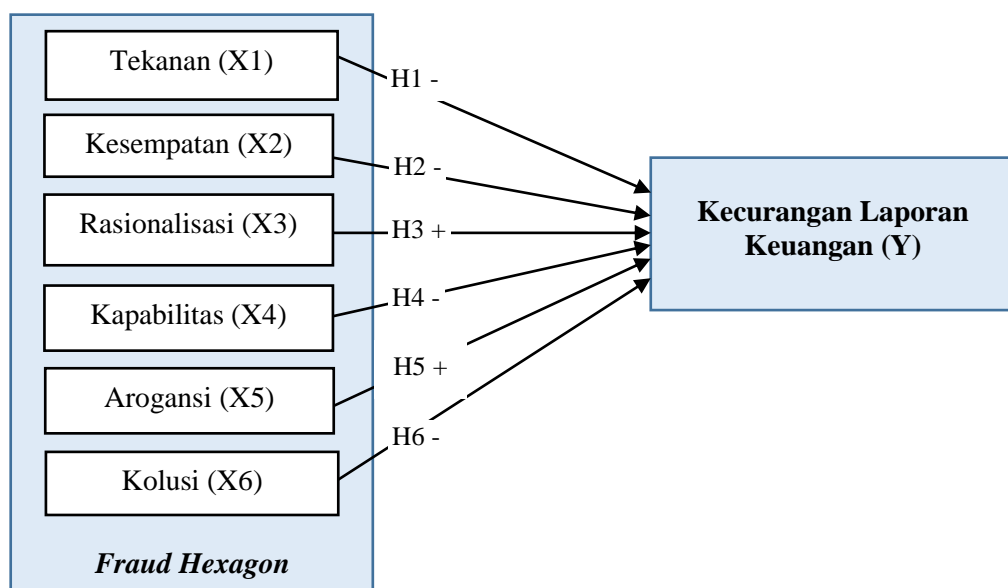 Tekanan (X1)
H1 -
Kesempatan (X2)
H2 -
Rasionalisasi (X3)
H3 +
Kapabilitas (X4)
H4 -
Arogansi (X5)
H5 +
Kolusi (X6)
H6 -
Fraud Hexagon
Kecurangan Laporan
Keuangan (Y)